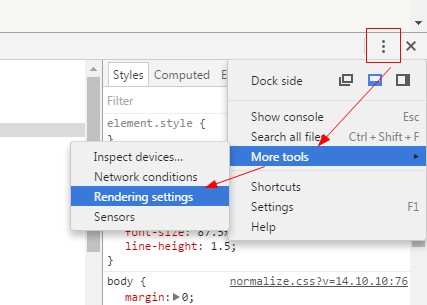 Styles Computed
Filter
element.style {
}
Dock side
Show console Esc
Search all files Ctrl + Shift + F
More tools
Shortcuts
Settings F1
Help
Inspect devices...
Network conditions
Rendering settings
Sensors
font-size: 87.5
line-height: 1.5;
}
body { normalize.css?v=14.10.10:76
margin: 0;